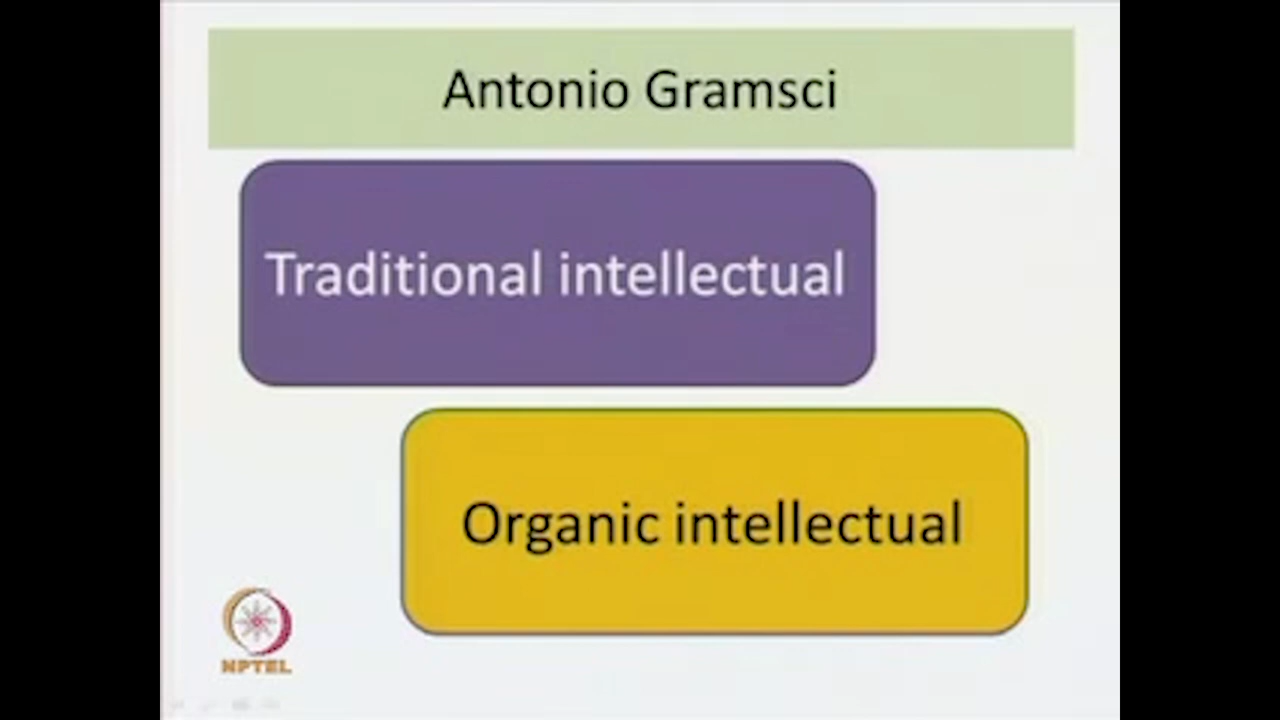 Antonio Gramsci
Traditional intellectual
Organic intellectual
NPTEL